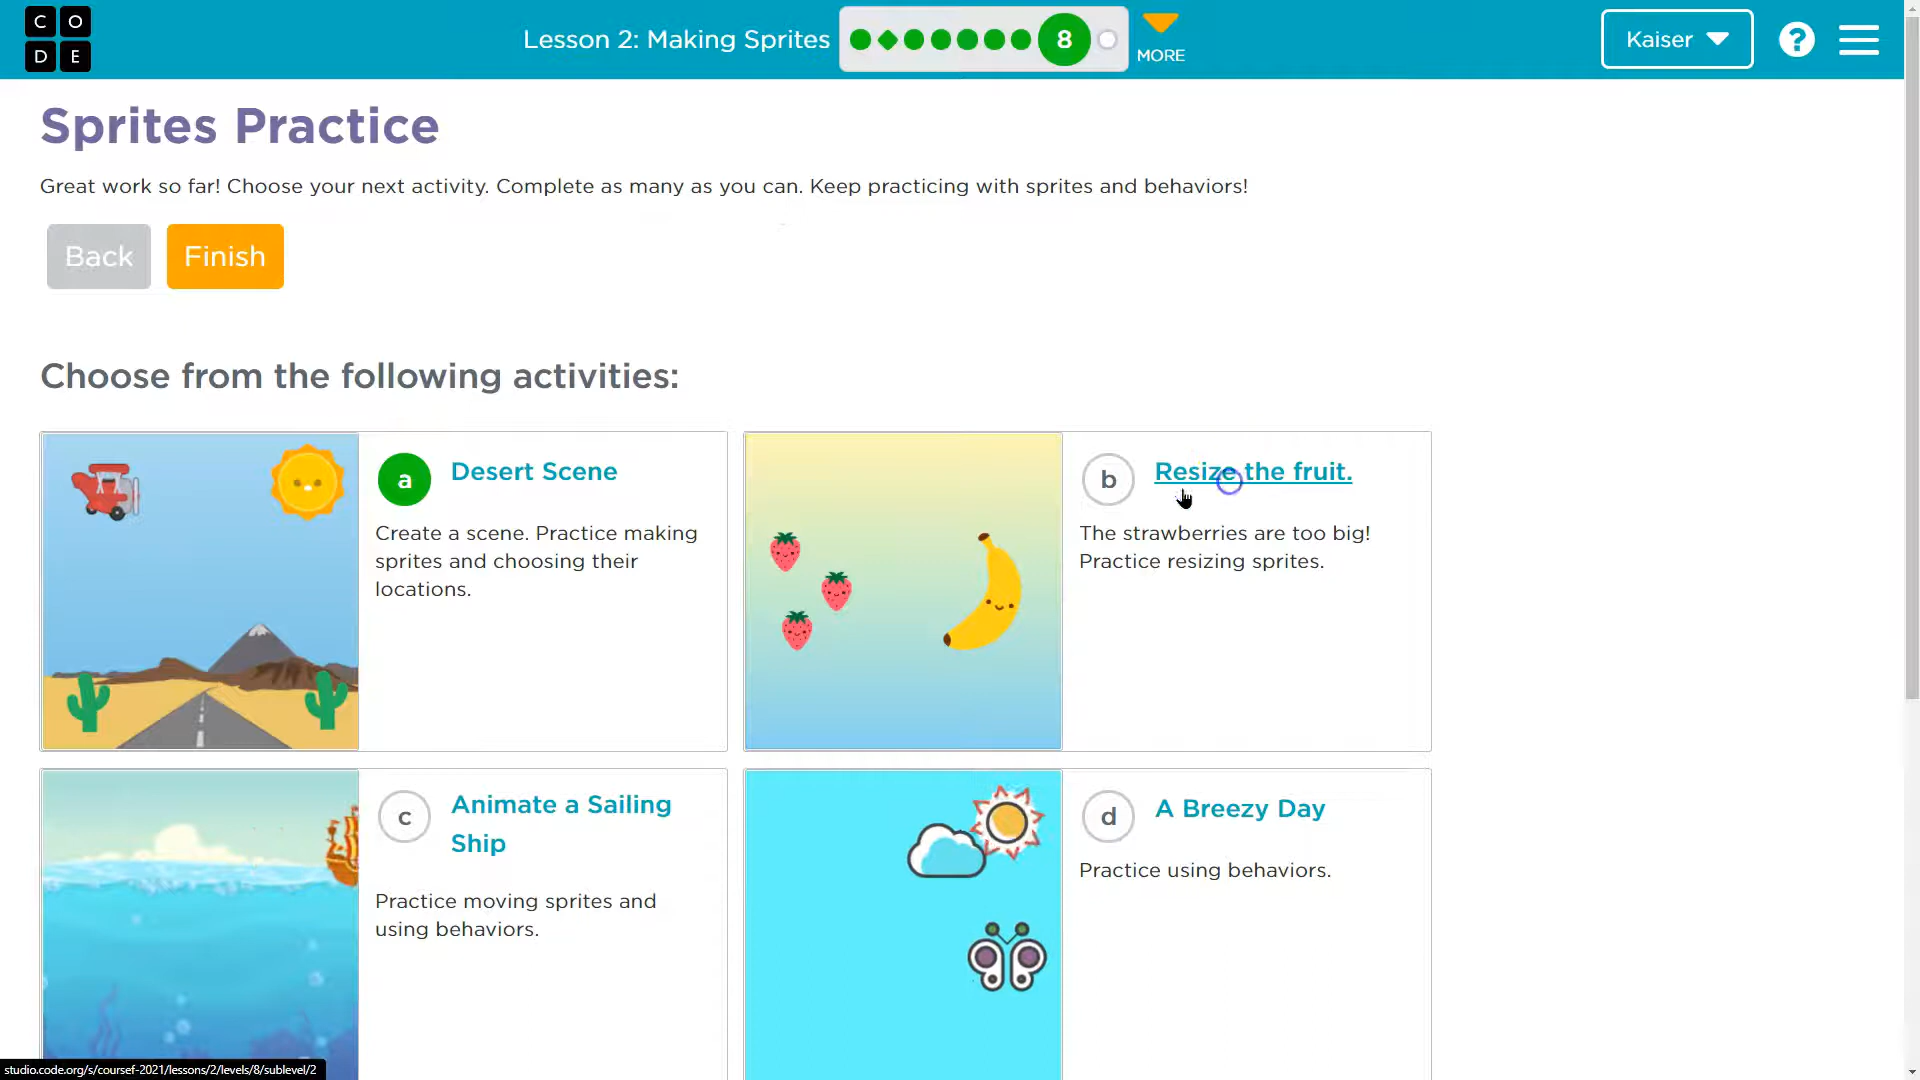 C O
D E
Lesson 2: Making Sprites
8
MORE
Kaiser
?
Sprites Practice
Great work so far! Choose your next activity. Complete as many as you can. Keep practicing with sprites and behaviors!
Back
Finish
Choose from the following activities:
a
Desert Scene
Create a scene. Practice making
sprites and choosing their
locations.
b
Resize the fruit.
The strawberries are too big!
Practice resizing sprites.
c
Animate a Sailing
Ship
Practice moving sprites and
using behaviors.
d
A Breezy Day
Practice using behaviors.
studio.code.org/s/coursef-2021/lessons/2/levels/8/sublevel/2